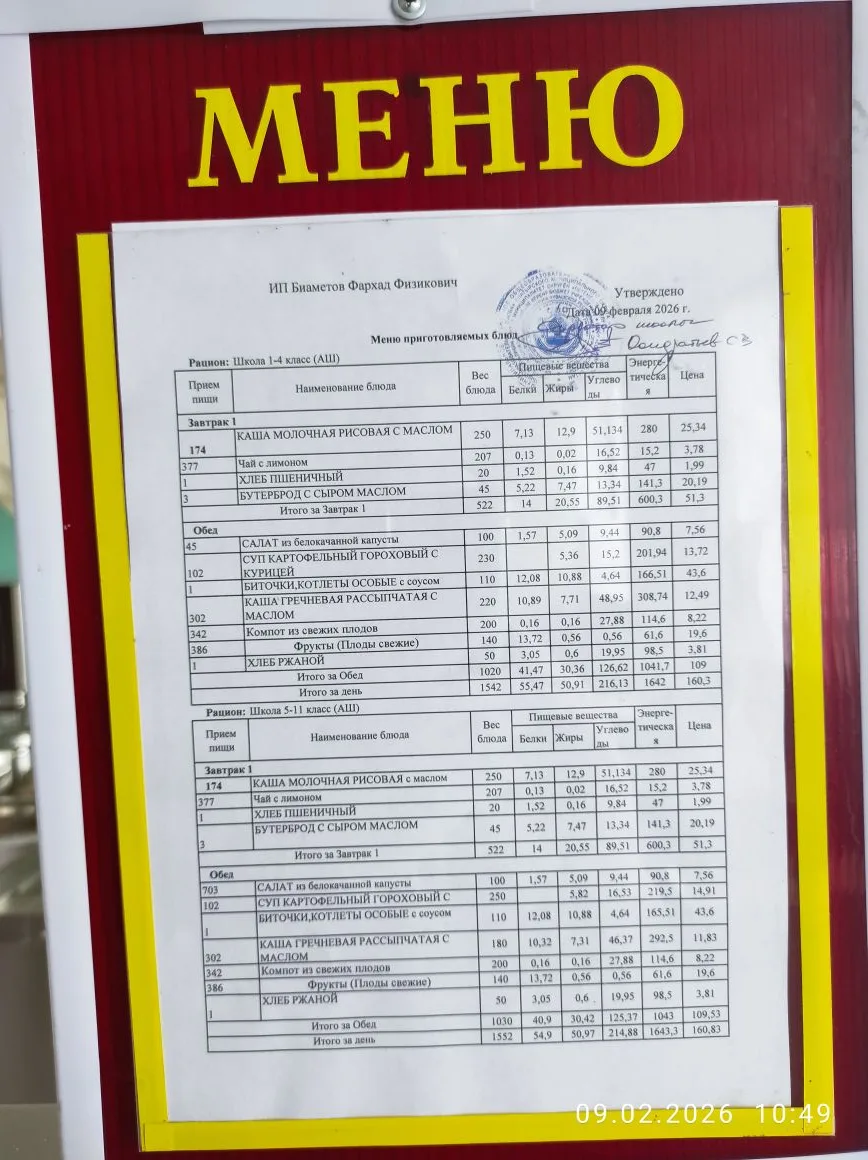 МЕНЮ
ИП Биаметов Фархад Физикович
Утверждено
Дата 09 февраля 2026 г.
Меню приготовляемых блюд
Рацион: Школа 1-4 класс (АШ)
Прием пищи Наименование блюда Вес блюда Пищевые вещества Белки Жиры Углево ды Энерге- тическа я Цена
Завтрак 1
174 КАША МОЛОЧНАЯ РИСОВАЯ С МАСЛОМ 250 7,13 12,9 51,134 280 25,34
377 Чай с лимоном 207 0,13 0,02 16,52 15,2 3,78
1 ХЛЕБ ПШЕНИЧНЫЙ 20 1,52 0,16 9,84 47 1,99
3 БУТЕРБРОД С СЫРОМ МАСЛОМ 45 5,22 7,47 13,34 141,3 20,19
Итого за Завтрак 1 522 14 20,55 89,51 600,3 51,3
Обед
45 САЛАТ из белокачанной капусты 100 1,57 5,09 9,44 90,8 7,56
102 СУП КАРТОФЕЛЬНЫЙ ГОРОХОВЫЙ С КУРИЦЕЙ 230 5,36 15,2 201,94 13,72
1 БИТОЧКИ,КОТЛЕТЫ ОСОБЫЕ с соусом 110 12,08 10,88 4,64 166,51 43,6
302 КАША ГРЕЧНЕВАЯ РАССЫПЧАТАЯ С МАСЛОМ 220 10,89 7,71 48,95 308,74 12,49
342 Компот из свежих плодов 200 0,16 0,16 27,88 114,6 8,22
386 Фрукты (Плоды свежие) 140 13,72 0,56 0,56 61,6 19,6
1 ХЛЕБ РЖАНОЙ 50 3,05 0,6 19,95 98,5 3,81
Итого за Обед 1020 41,47 30,36 126,62 1041,7 109
Итого за день 1542 55,47 50,91 216,13 1642 160,3
Рацион: Школа 5-11 класс (АШ)
Прием пищи Наименование блюда Вес блюда Пищевые вещества Белки Жиры Углево ды Энерге- тическа я Цена
Завтрак 1
174 КАША МОЛОЧНАЯ РИСОВАЯ с маслом 250 7,13 12,9 51,134 280 25,34
377 Чай с лимоном 207 0,13 0,02 16,52 15,2 3,78
1 ХЛЕБ ПШЕНИЧНЫЙ 20 1,52 0,16 9,84 47 1,99
3 БУТЕРБРОД С СЫРОМ МАСЛОМ 45 5,22 7,47 13,34 141,3 20,19
Итого за Завтрак 1 522 14 20,55 89,51 600,3 51,3
Обед
703 САЛАТ из белокачанной капусты 100 1,57 5,09 9,44 90,8 7,56
102 СУП КАРТОФЕЛЬНЫЙ ГОРОХОВЫЙ С 250 5,82 16,53 219,5 14,91
1 БИТОЧКИ,КОТЛЕТЫ ОСОБЫЕ с соусом 110 12,08 10,88 4,64 165,51 43,6
302 КАША ГРЕЧНЕВАЯ РАССЫПЧАТАЯ С МАСЛОМ 180 10,32 7,31 46,37 292,5 11,83
342 Компот из свежих плодов 200 0,16 0,16 27,88 114,6 8,22
386 Фрукты (Плоды свежие) 140 13,72 0,56 0,56 61,6 19,6
1 ХЛЕБ РЖАНОЙ 50 3,05 0,6 19,95 98,5 3,81
Итого за Обед 1030 40,9 30,42 125,37 1043 109,53
Итого за день 1552 54,9 50,97 214,88 1643,3 160,83
09.02.2026 10:49